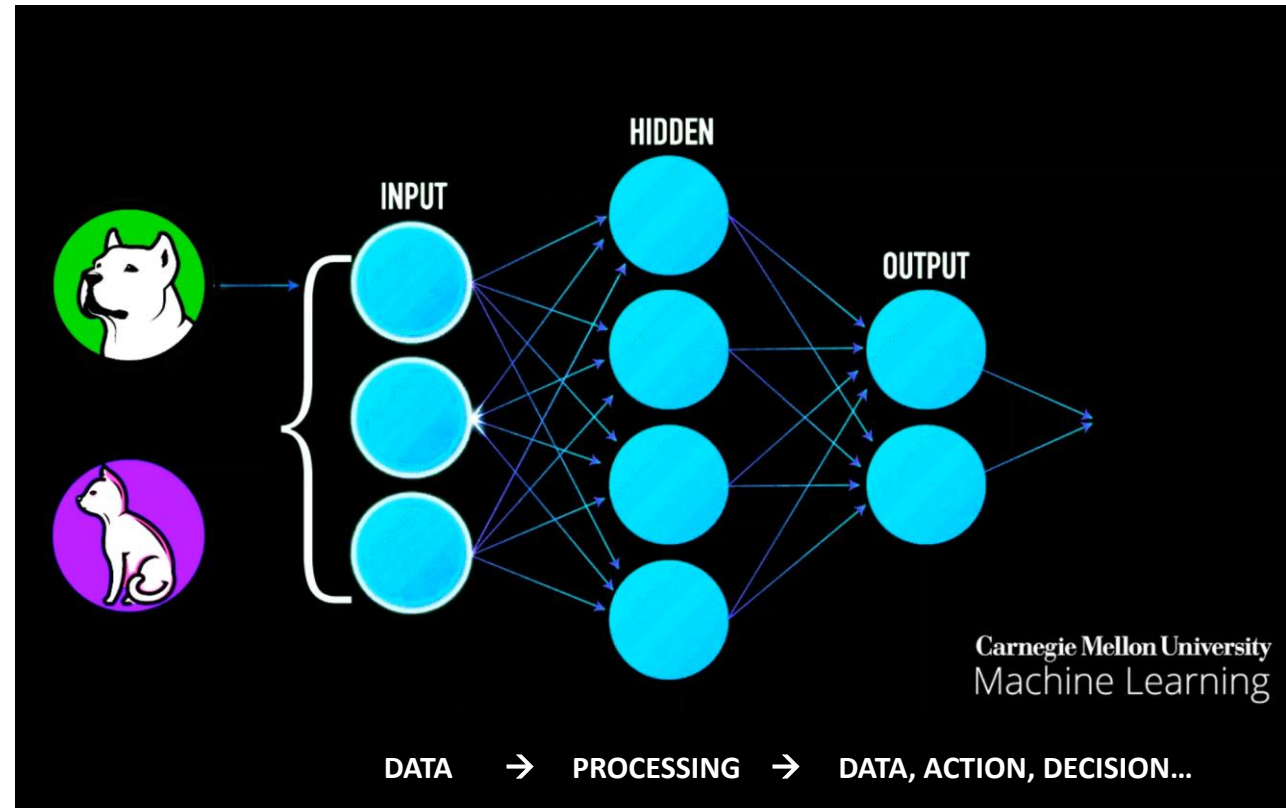 HIDDEN
INPUT
OUTPUT
Carnegie Mellon University
Machine Learning
DATA → PROCESSING → DATA, ACTION, DECISION...